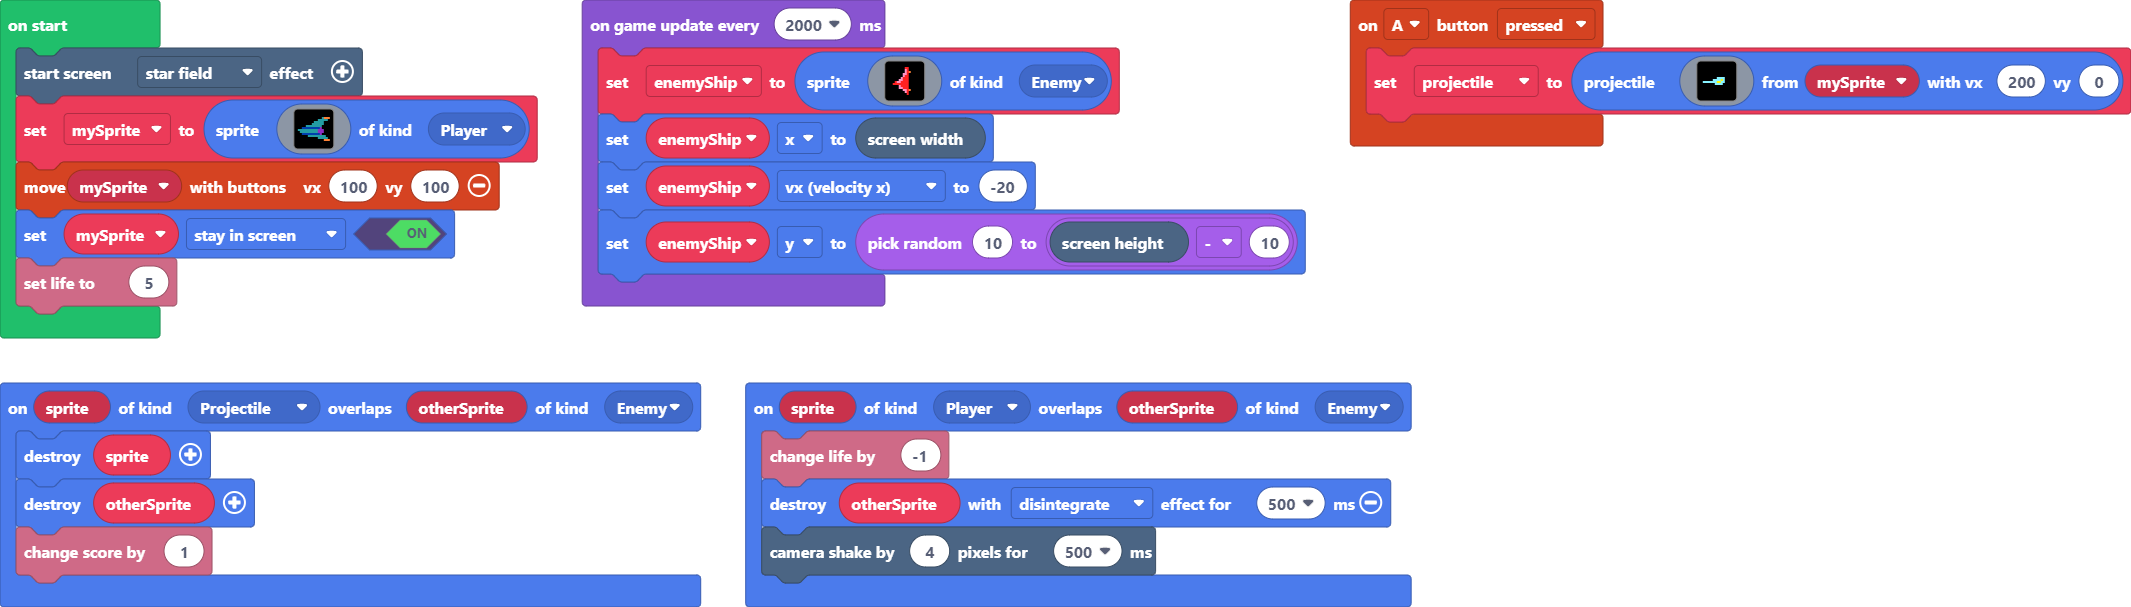 on start
start screen star field effect
set mySprite to sprite of kind Player
move mySprite with buttons vx 100 vy 100
set mySprite stay in screen ON
set life to 5
on game update every 2000 ms
set enemyShip to sprite of kind Enemy
set enemyShip x to screen width
set enemyShip vx (velocity x) to -20
set enemyShip y to pick random 10 to screen height - 10
on A button pressed
set projectile to projectile from mySprite with vx 200 vy 0
on sprite of kind Projectile overlaps otherSprite of kind Enemy
destroy sprite
destroy otherSprite
change score by 1
on sprite of kind Player overlaps otherSprite of kind Enemy
change life by -1
destroy otherSprite with disintegrate effect for 500 ms
camera shake by 4 pixels for 500 ms